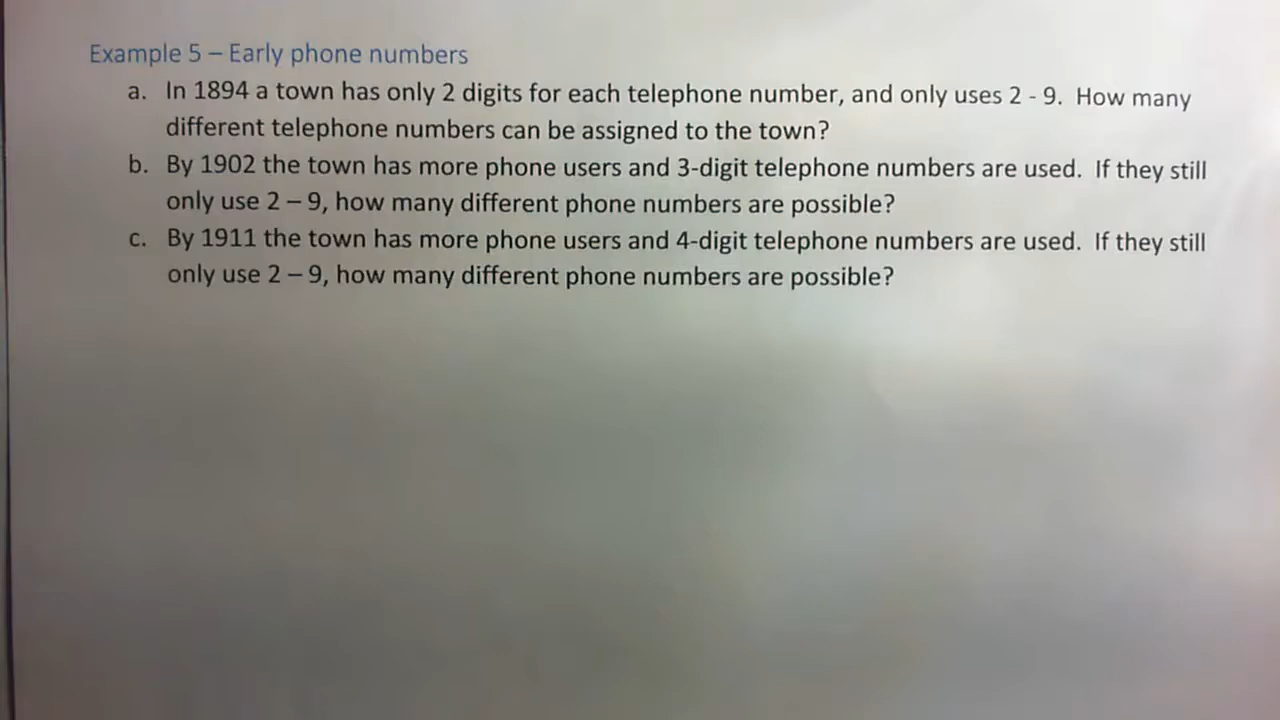 Example 5 – Early phone numbers
a. In 1894 a town has only 2 digits for each telephone number, and only uses 2 - 9. How many
different telephone numbers can be assigned to the town?
b. By 1902 the town has more phone users and 3-digit telephone numbers are used. If they still
only use 2 – 9, how many different phone numbers are possible?
c. By 1911 the town has more phone users and 4-digit telephone numbers are used. If they still
only use 2 – 9, how many different phone numbers are possible?